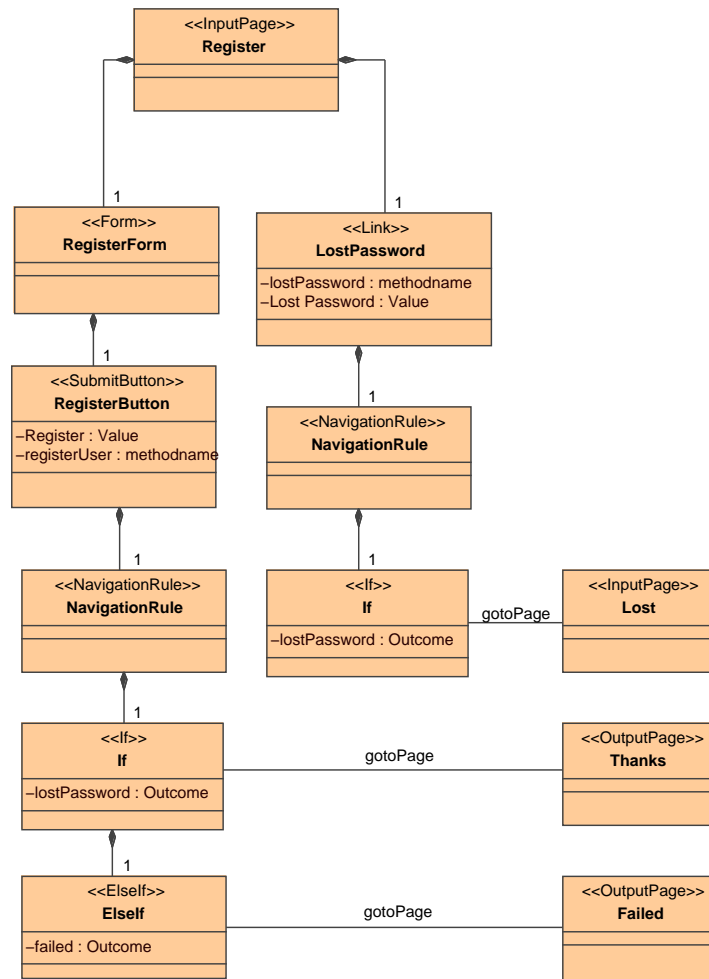 <<InputPage>>
Register
1
1
<<Form>>
RegisterForm
<<Link>>
LostPassword
–lostPassword : methodname
–Lost Password : Value
1
<<SubmitButton>>
RegisterButton
–Register : Value
–registerUser : methodname
1
<<NavigationRule>>
NavigationRule
1
<<NavigationRule>>
NavigationRule
1
<<If>>
If
–lostPassword : Outcome
gotoPage
<<InputPage>>
Lost
1
<<If>>
If
–lostPassword : Outcome
gotoPage
<<OutputPage>>
Thanks
1
<<ElseIf>>
ElseIf
–failed : Outcome
gotoPage
<<OutputPage>>
Failed